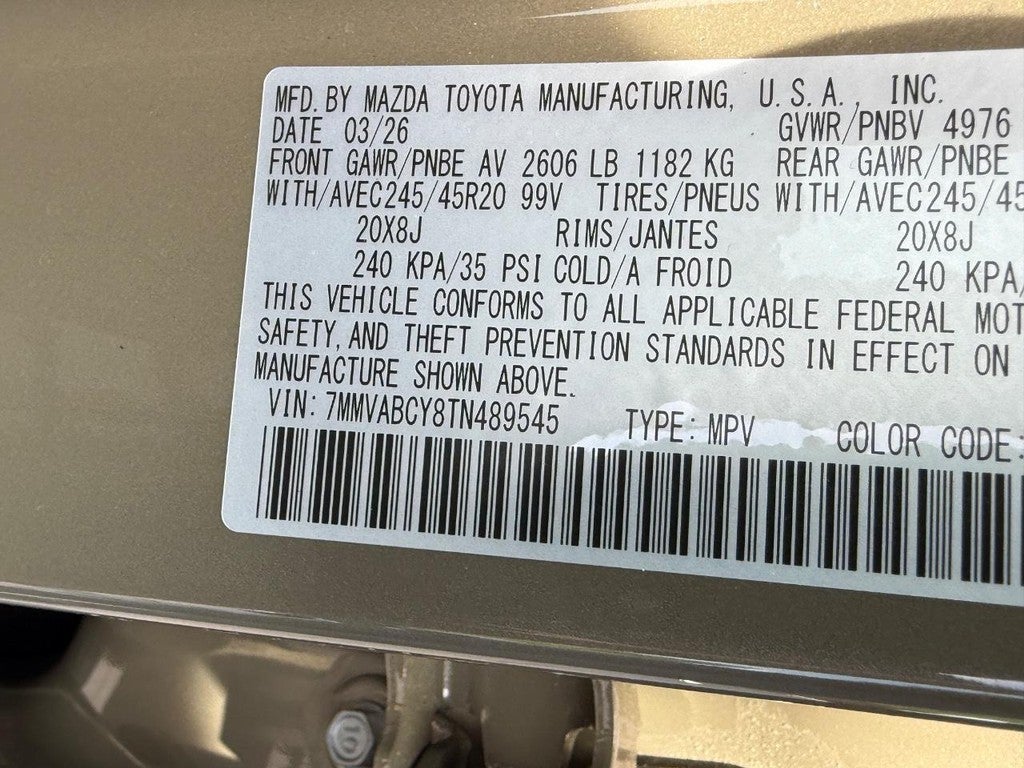 MFD. BY MAZDA TOYOTA MANUFACTURING, U.S.A., INC.
DATE 03/26 GVWR/PNBV 4976
FRONT GAWR/PNBE AV 2606 LB 1182 KG REAR GAWR/PNBE
WITH/AVEC245/45R20 99V TIRES/PNEUS WITH/AVEC245/45
20X8J RIMS/JANTES 20X8J
240 KPA/35 PSI COLD/A FROID 240 KPA/
THIS VEHICLE CONFORMS TO ALL APPLICABLE FEDERAL MOT
SAFETY, AND THEFT PREVENTION STANDARDS IN EFFECT ON
MANUFACTURE SHOWN ABOVE.
VIN: 7MMVABCY8TN489545 TYPE: MPV COLOR CODE:
10